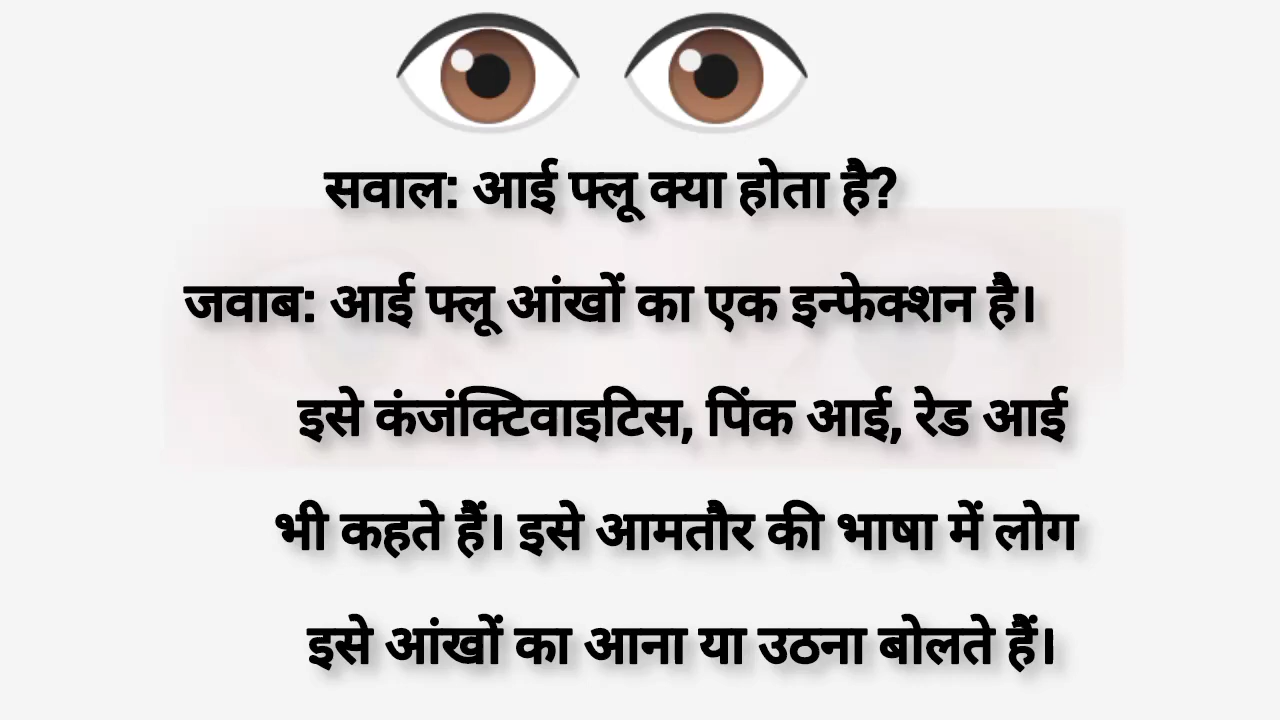 सवाल: आई फ्लू क्या होता है?
जवाब: आई फ्लू आंखों का एक इन्फेक्शन है।
इसे कंजंक्टिवाइटिस, पिंक आई, रेड आई
भी कहते हैं। इसे आमतौर की भाषा में लोग
इसे आंखों का आना या उठना बोलते हैं।